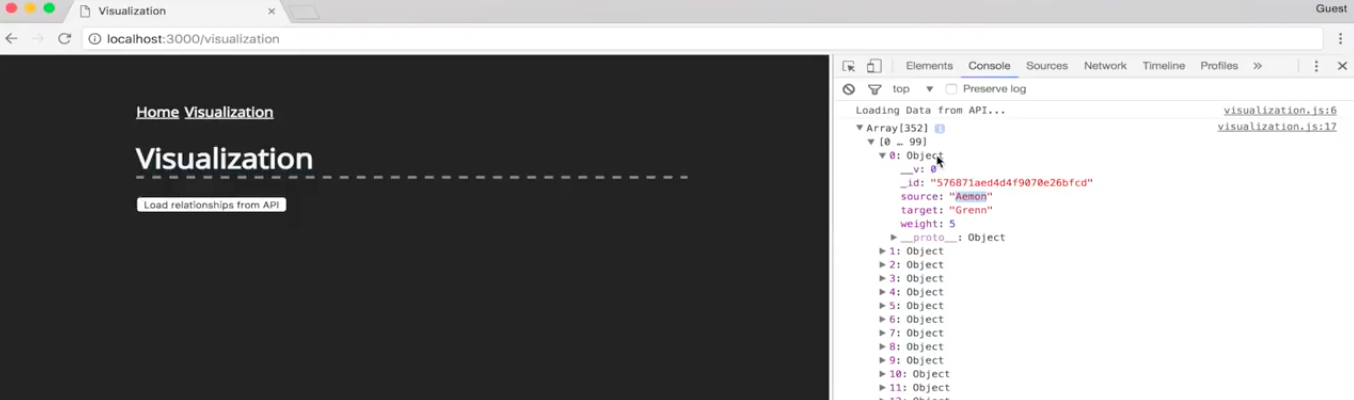 Visualization
Guest
localhost:3000/visualization
Home Visualization
Visualization
Load relationships from API
Elements Console Sources Network Timeline Profiles »
top Preserve log
Loading Data from API... visualization.js:6
Array[352] visualization.js:17
[0 … 99]
0: Object
__v: 0
_id: "576871aed4d4f9070e26bfcd"
source: "Aemon"
target: "Grenn"
weight: 5
__proto__: Object
1: Object
2: Object
3: Object
4: Object
5: Object
6: Object
7: Object
8: Object
9: Object
10: Object
11: Object